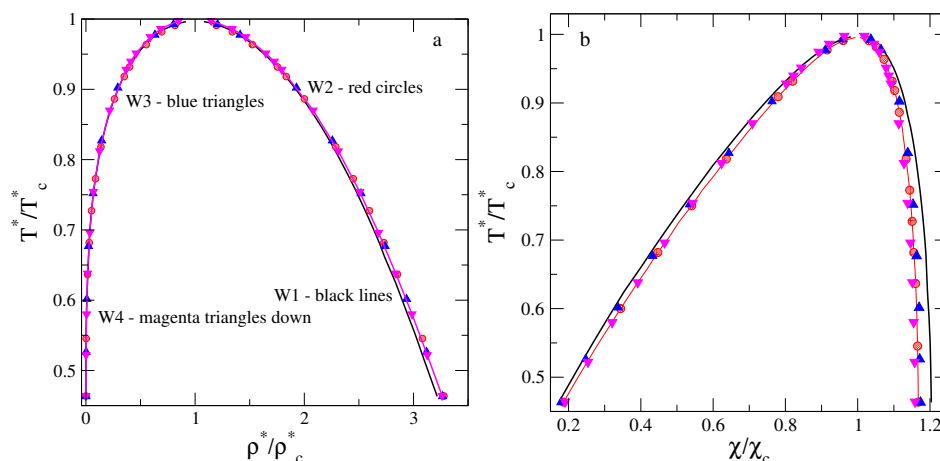 a
W2 - red circles
W3 - blue triangles
W1 - black lines
W4 - magenta triangles down
1
0.9
0.8
0.7
0.6
0.5
T*/T*c
0 1 2 3
ρ*/ρ*c
b
1
0.9
0.8
0.7
0.6
0.5
T*/T*c
0.2 0.4 0.6 0.8 1 1.2
χ/χc